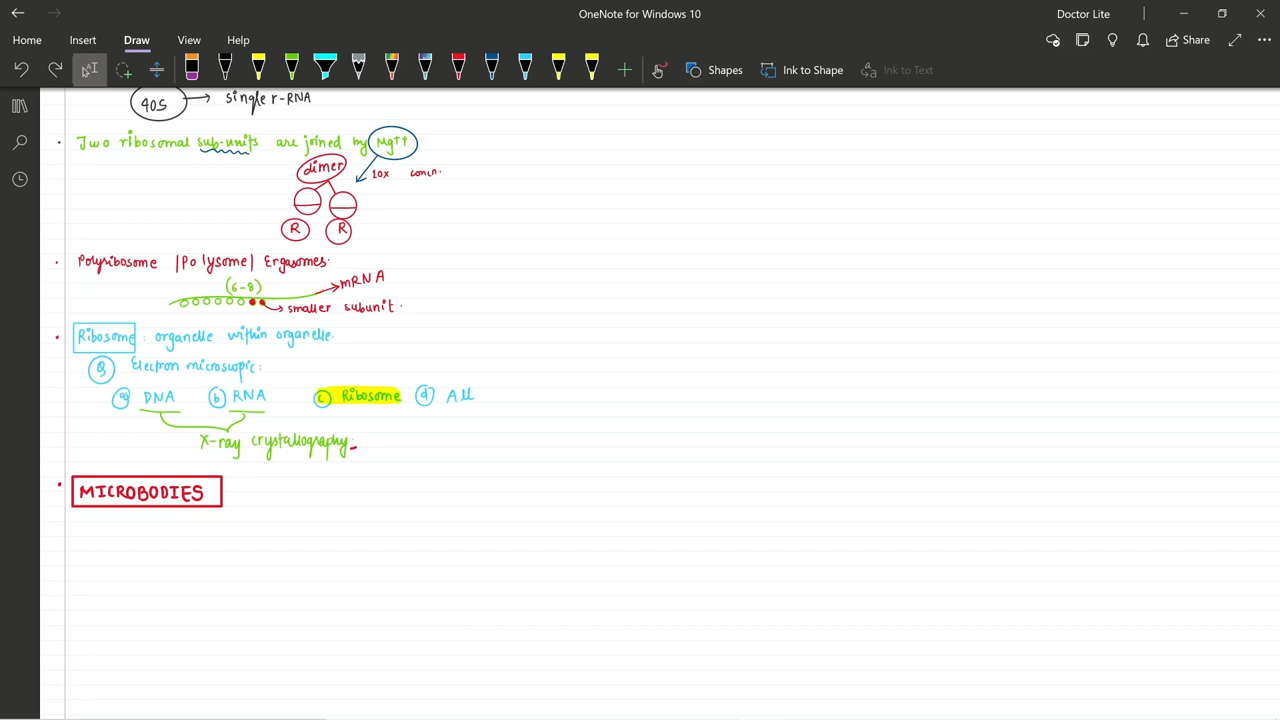 OneNote for Windows 10
Doctor Lite
Home Insert Draw View Help
Share
Shapes
Ink to Shape
Ink to Text
40S → single r-RNA
• Two ribosomal sub-units are joined by Mg++
dimer
10x concn.
R R
• Polyribosome |Polysome| Ergasomes.
(6-8)
mRNA
smaller subunit.
• Ribosome : organelle within organelle.
Q Electron microscopic :
a) DNA b) RNA c) Ribosome d) All
X-ray crystallography.
• MICROBODIES